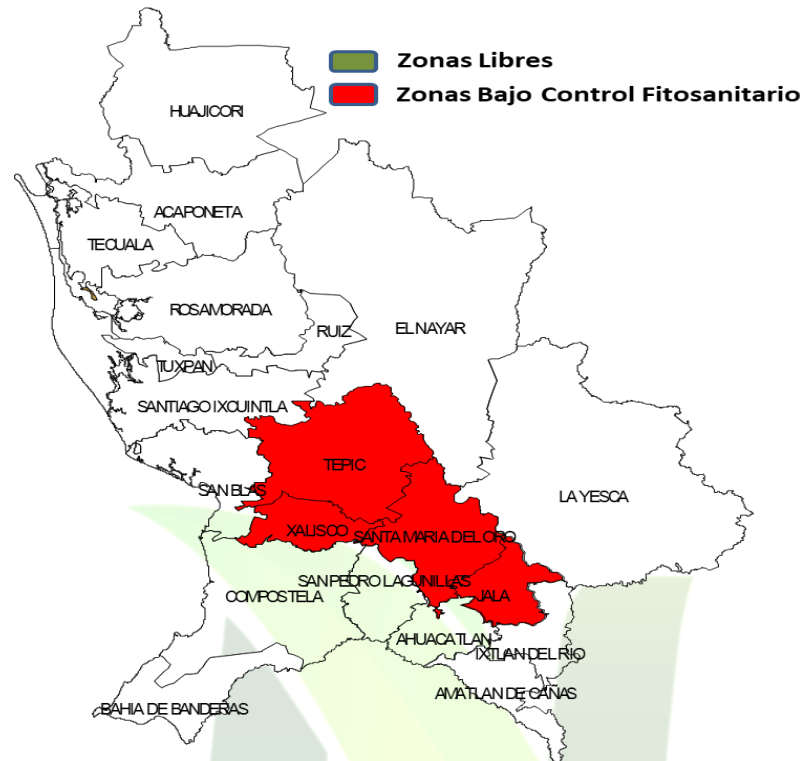 Zonas Libres
Zonas Bajo Control Fitosanitario
HUAJICORI
ACAPONETA
TECUALA
ROSAMORADA
RUIZ
EL NAYAR
TUXPAN
SANTIAGO IXCUINTLA
TEPIC
SAN BLAS
LA YESCA
XALISCO
SANTA MARIA DEL ORO
SAN PEDRO LAGUNILLAS
COMPOSTELA
JALA
AHUACATLAN
IXTLAN DEL RIO
AMATLAN DE CAÑAS
BAHIA DE BANDERAS